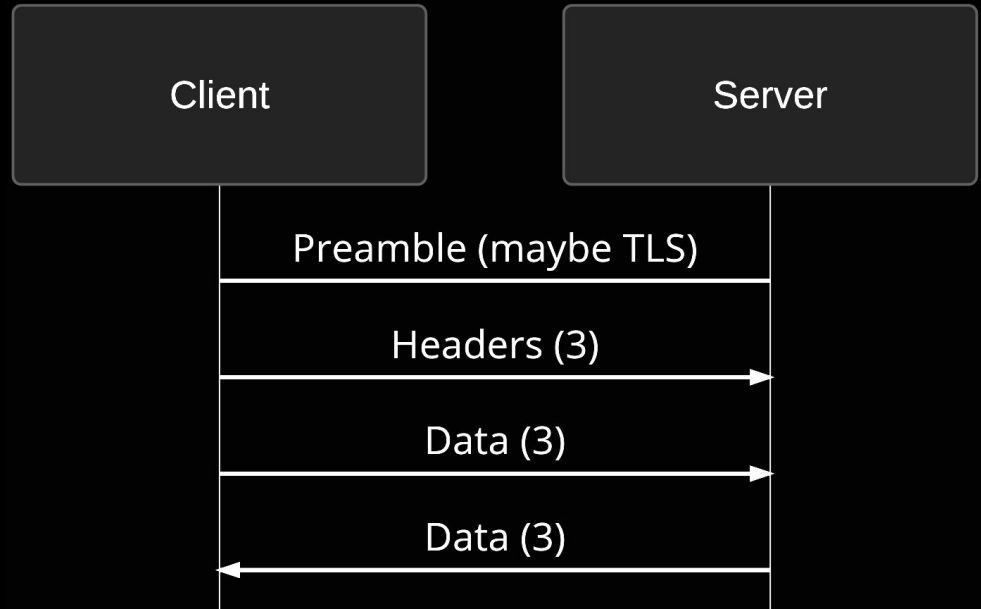 Client
Server
Preamble (maybe TLS)
Headers (3)
Data (3)
Data (3)